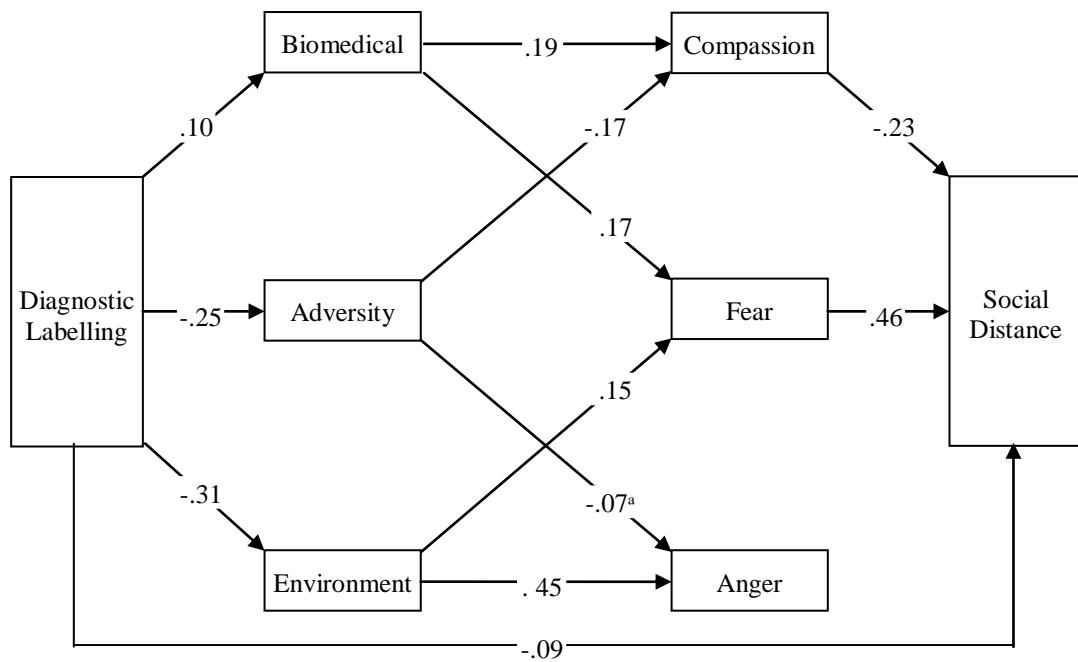 Biomedical
.19
Compassion
.10
-.17
-.23
.17
Diagnostic
Labelling
-.25
Adversity
Fear
.46
Social
Distance
.15
-.31
-.07ᵃ
Environment
. 45
Anger
-.09